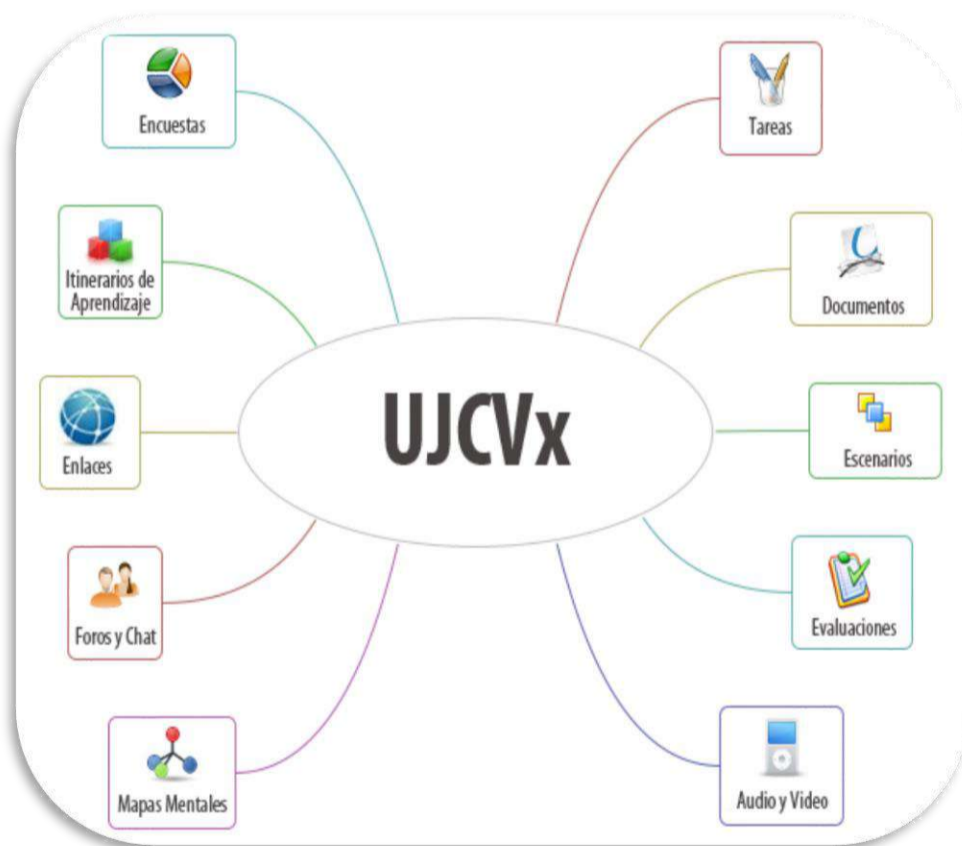 Encuestas
Tareas
Itinerarios de
Aprendizaje
Documentos
UJCVx
Enlaces
Escenarios
Foros y Chat
Evaluaciones
Mapas Mentales
Audio y Video